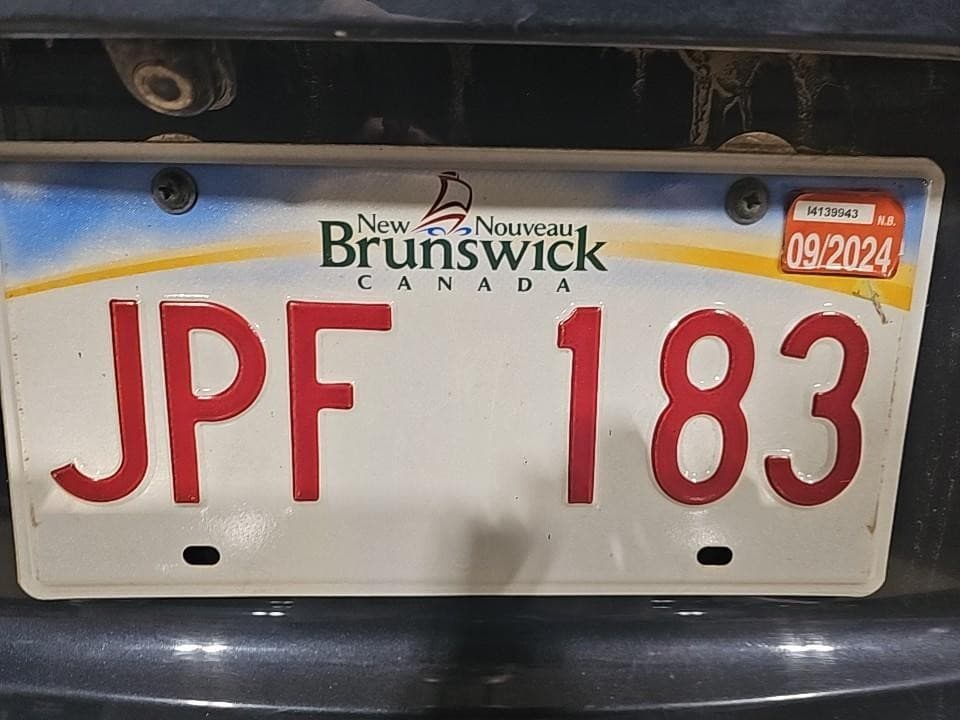 New Nouveau
Brunswick
CANADA
I4139943
N.B.
09/2024
JPF 183